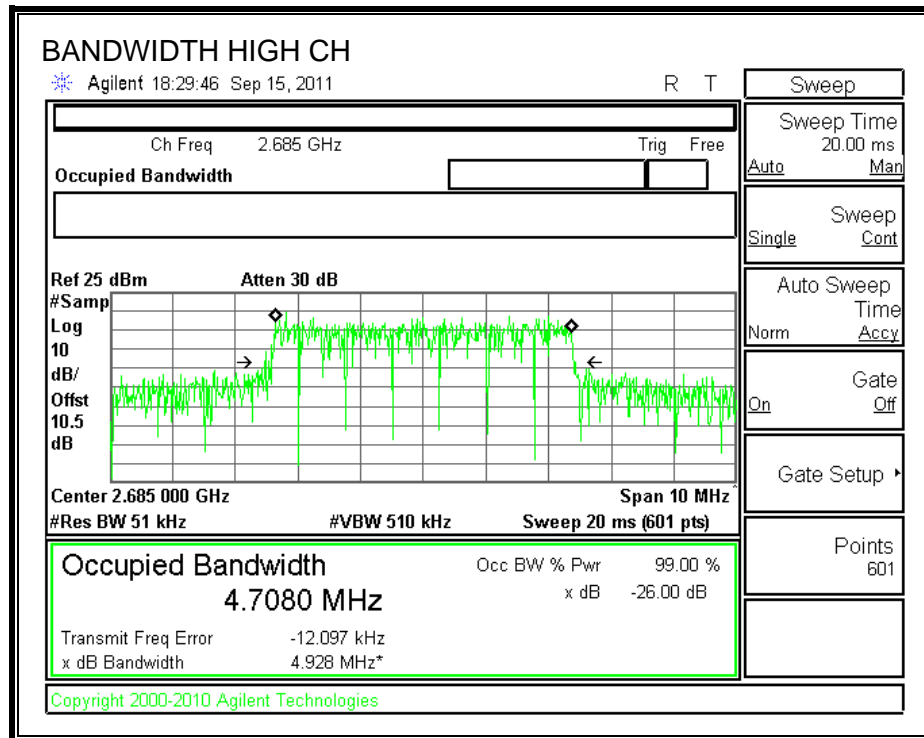 BANDWIDTH HIGH CH
Agilent 18:29:46 Sep 15, 2011 R T
Ch Freq 2.685 GHz Trig Free
Occupied Bandwidth
Ref 25 dBm Atten 30 dB
#Samp
Log
10
dB/
Offst
10.5
dB
Center 2.685 000 GHz Span 10 MHz^
#Res BW 51 kHz #VBW 510 kHz Sweep 20 ms (601 pts)
Occupied Bandwidth
4.7080 MHz
Occ BW % Pwr 99.00 %
x dB -26.00 dB
Transmit Freq Error -12.097 kHz
x dB Bandwidth 4.928 MHz*
Copyright 2000-2010 Agilent Technologies
Sweep
Sweep Time
20.00 ms
Auto Man
Sweep
Single Cont
Auto Sweep
Time
Norm Accy
Gate
On Off
Gate Setup
Points
601